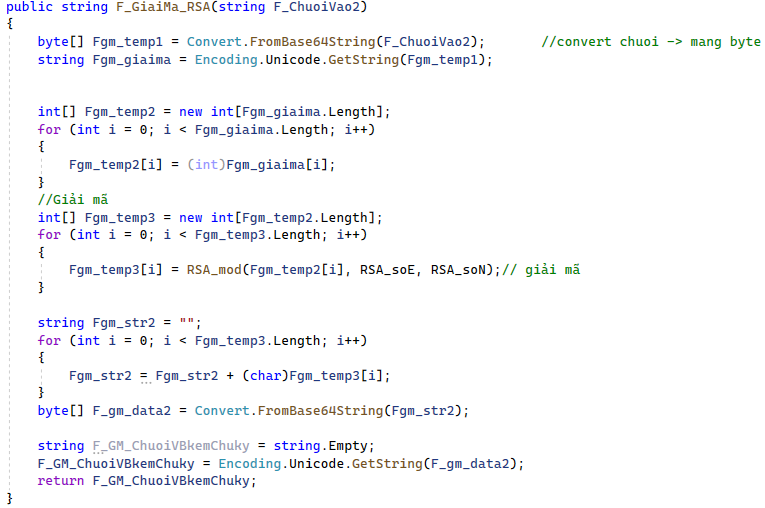 public string F_GiaiMa_RSA(string F_ChuoiVao2)
{
    byte[] Fgm_temp1 = Convert.FromBase64String(F_ChuoiVao2);       //convert chuoi -> mang byte
    string Fgm_giaima = Encoding.Unicode.GetString(Fgm_temp1);
    int[] Fgm_temp2 = new int[Fgm_giaima.Length];
    for (int i = 0; i < Fgm_giaima.Length; i++)
    {
        Fgm_temp2[i] = (int)Fgm_giaima[i];
    }
    //Giải mã
    int[] Fgm_temp3 = new int[Fgm_temp2.Length];
    for (int i = 0; i < Fgm_temp3.Length; i++)
    {
        Fgm_temp3[i] = RSA_mod(Fgm_temp2[i], RSA_soE, RSA_soN);// giải mã
    }
    string Fgm_str2 = "";
    for (int i = 0; i < Fgm_temp3.Length; i++)
    {
        Fgm_str2 = Fgm_str2 + (char)Fgm_temp3[i];
    }
    byte[] F_gm_data2 = Convert.FromBase64String(Fgm_str2);
    string F_GM_ChuoiVBkemChuky = string.Empty;
    F_GM_ChuoiVBkemChuky = Encoding.Unicode.GetString(F_gm_data2);
    return F_GM_ChuoiVBkemChuky;
}